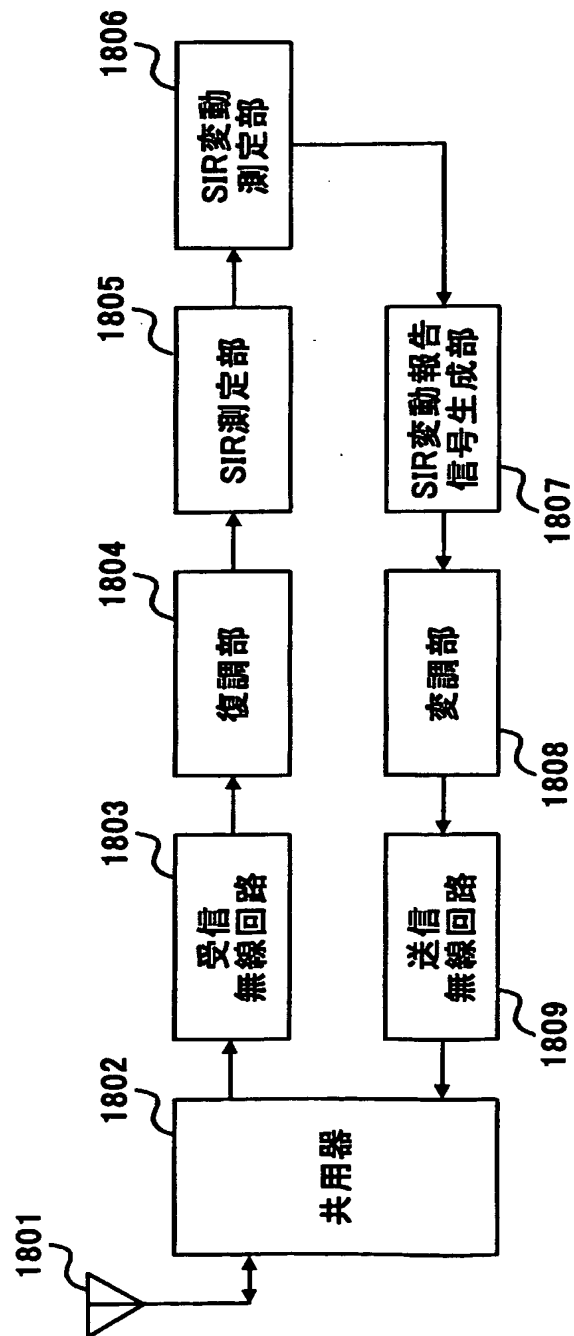 1801
1802
共用器
1803
受信
無線回路
1804
復調部
1805
SIR測定部
1806
SIR変動
測定部
SIR変動報告
信号生成部
1807
変調部
1808
送信
無線回路
1809